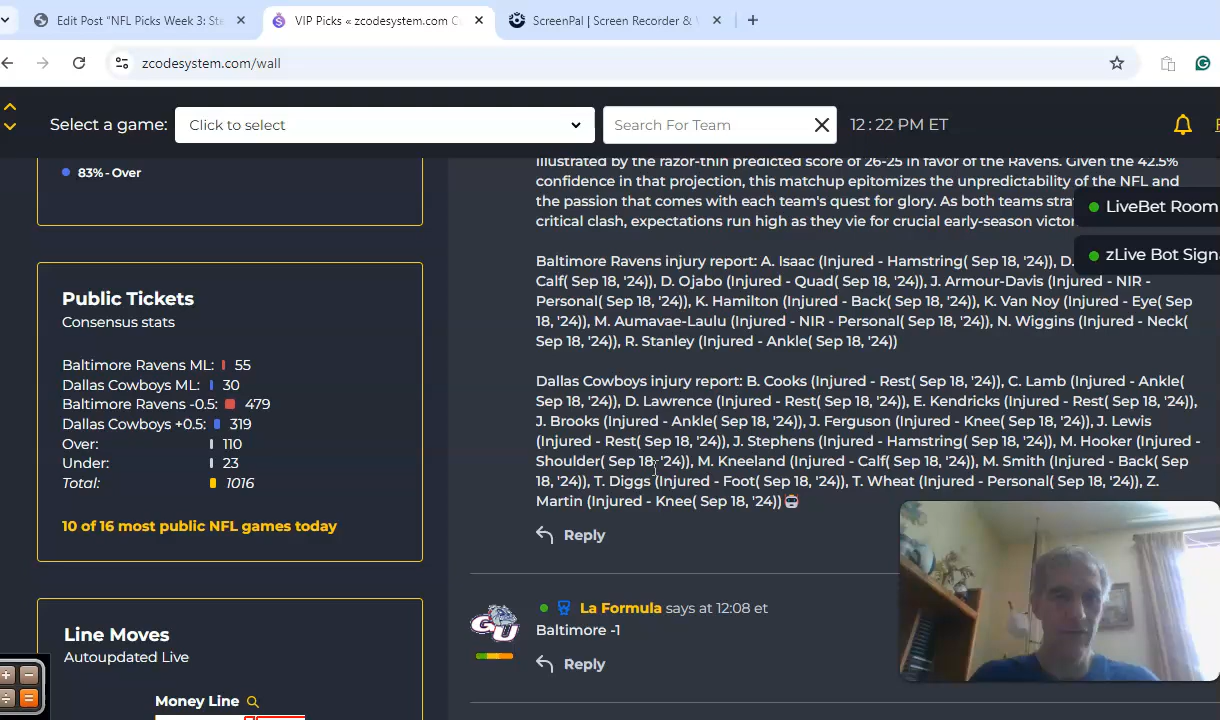 Edit Post "NFL Picks Week 3: Ste
VIP Picks « zcodesystem.com C
ScreenPal | Screen Recorder &
zcodesystem.com/wall
Select a game:
Click to select
Search For Team
12 : 22 PM ET
83% - Over
Public Tickets
Consensus stats
Baltimore Ravens ML: 55
Dallas Cowboys ML: 30
Baltimore Ravens -0.5: 479
Dallas Cowboys +0.5: 319
Over: 110
Under: 23
Total: 1016
10 of 16 most public NFL games today
Line Moves
Autoupdated Live
Money Line
illustrated by the razor-thin predicted score of 26-25 in favor of the Ravens. Given the 42.5%
confidence in that projection, this matchup epitomizes the unpredictability of the NFL and
the passion that comes with each team's quest for glory. As both teams stra
critical clash, expectations run high as they vie for crucial early-season victor
LiveBet Room
zLive Bot Signa
Baltimore Ravens injury report: A. Isaac (Injured - Hamstring( Sep 18, '24)), D.
Calf( Sep 18, '24)), D. Ojabo (Injured - Quad( Sep 18, '24)), J. Armour-Davis (Injured - NIR -
Personal( Sep 18, '24)), K. Hamilton (Injured - Back( Sep 18, '24)), K. Van Noy (Injured - Eye( Sep
18, '24)), M. Aumavae-Laulu (Injured - NIR - Personal( Sep 18, '24)), N. Wiggins (Injured - Neck(
Sep 18, '24)), R. Stanley (Injured - Ankle( Sep 18, '24))
Dallas Cowboys injury report: B. Cooks (Injured - Rest( Sep 18, '24)), C. Lamb (Injured - Ankle(
Sep 18, '24)), D. Lawrence (Injured - Rest( Sep 18, '24)), E. Kendricks (Injured - Rest( Sep 18, '24)),
J. Brooks (Injured - Ankle( Sep 18, '24)), J. Ferguson (Injured - Knee( Sep 18, '24)), J. Lewis
(Injured - Rest( Sep 18, '24)), J. Stephens (Injured - Hamstring( Sep 18, '24)), M. Hooker (Injured -
Shoulder( Sep 18, '24)), M. Kneeland (Injured - Calf( Sep 18, '24)), M. Smith (Injured - Back( Sep
18, '24)), T. Diggs (Injured - Foot( Sep 18, '24)), T. Wheat (Injured - Personal( Sep 18, '24)), Z.
Martin (Injured - Knee( Sep 18, '24))
Reply
La Formula says at 12:08 et
Baltimore -1
Reply